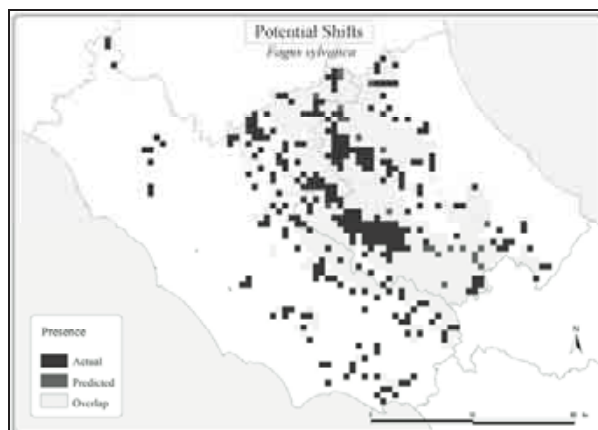 Potential Shifts
Fagus sylvatica
N
Presence
Actual
Predicted
Overlap